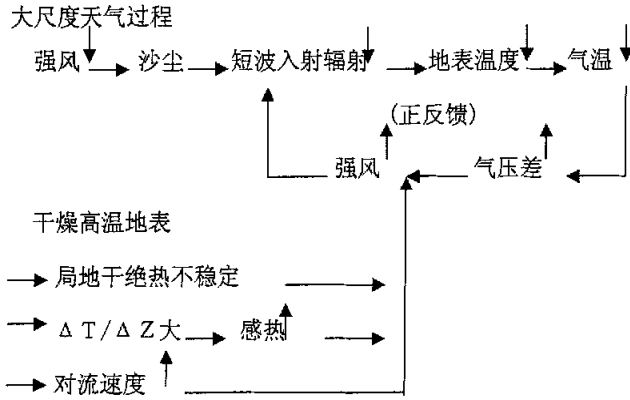 大尺度天气过程
强风 沙尘 短波入射辐射 地表温度 气温
(正反馈)
强风 气压差
干燥高温地表
局地干绝热不稳定
ΔT/ΔZ大 感热
对流速度